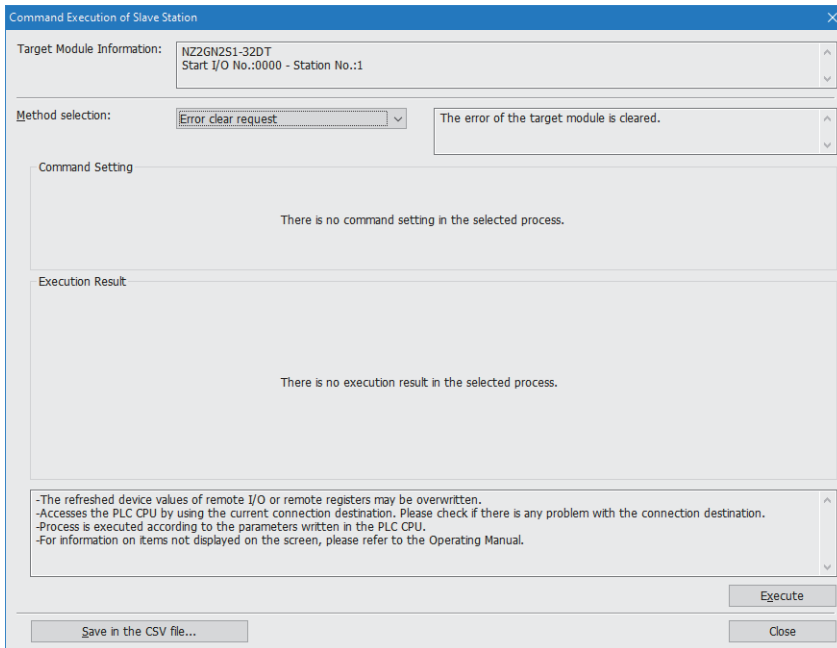 Command Execution of Slave Station
Target Module Information:
NZ2GN2S1-32DT
Start I/O No.:0000 - Station No.:1
Method selection:
Error clear request
The error of the target module is cleared.
Command Setting
There is no command setting in the selected process.
Execution Result
There is no execution result in the selected process.
-The refreshed device values of remote I/O or remote registers may be overwritten.
-Accesses the PLC CPU by using the current connection destination. Please check if there is any problem with the connection destination.
-Process is executed according to the parameters written in the PLC CPU.
-For information on items not displayed on the screen, please refer to the Operating Manual.
Execute
Save in the CSV file...
Close